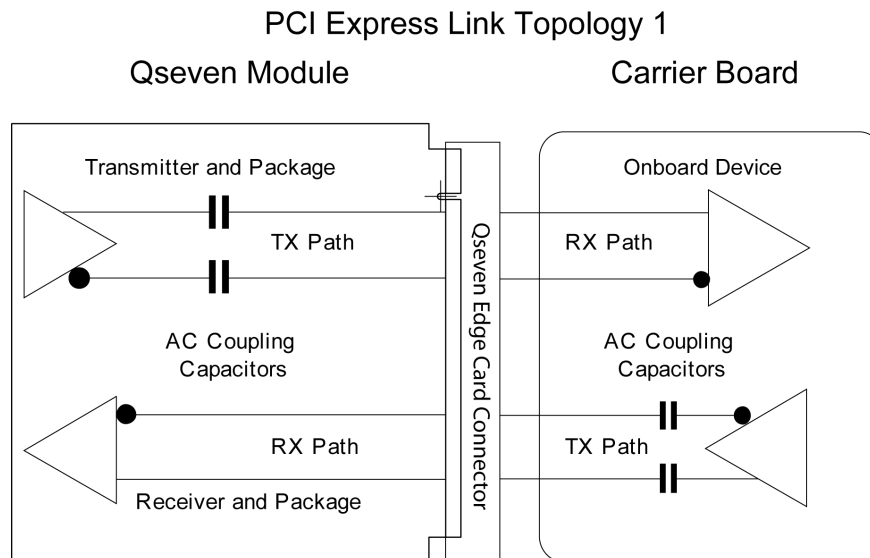 PCI Express Link Topology 1
Qseven Module
Carrier Board
Transmitter and Package
Onboard Device
TX Path
RX Path
Qseven Edge Card Connector
AC Coupling
Capacitors
AC Coupling
Capacitors
RX Path
TX Path
Receiver and Package